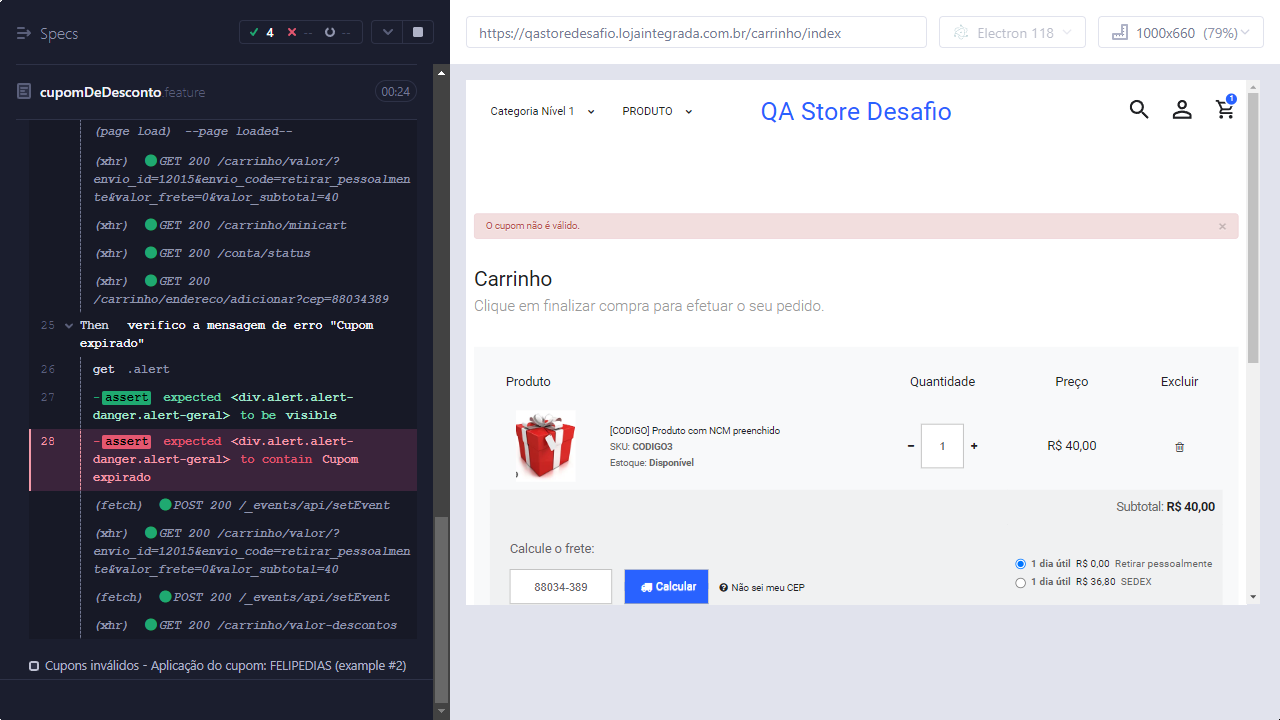 Specs
4
--
--
cupomDeDesconto.feature
00:24
(page load) --page loaded--
(xhr) GET 200 /carrinho/valor/?
envio_id=12015&envio_code=retirar_pessoalmen
te&valor_frete=0&valor_subtotal=40
(xhr) GET 200 /carrinho/minicart
(xhr) GET 200 /conta/status
(xhr) GET 200
/carrinho/endereco/adicionar?cep=88034389
25 Then verifico a mensagem de erro "Cupom
expirado"
26 get .alert
27 -assert expected <div.alert.alert-
danger.alert-geral> to be visible
28 -assert expected <div.alert.alert-
danger.alert-geral> to contain Cupom
expirado
(fetch) POST 200 /_events/api/setEvent
(xhr) GET 200 /carrinho/valor/?
envio_id=12015&envio_code=retirar_pessoalmen
te&valor_frete=0&valor_subtotal=40
(fetch) POST 200 /_events/api/setEvent
(xhr) GET 200 /carrinho/valor-descontos
Cupons inválidos - Aplicação do cupom: FELIPEDIAS (example #2)
https://qastoredesafio.lojaintegrada.com.br/carrinho/index
Electron 118
1000x660 (79%)
Categoria Nível 1
PRODUTO
QA Store Desafio
1
O cupom não é válido.
×
Carrinho
Clique em finalizar compra para efetuar o seu pedido.
Produto
Quantidade
Preço
Excluir
[CODIGO] Produto com NCM preenchido
SKU: CODIGO3
Estoque: Disponível
- 1 +
R$ 40,00
Subtotal: R$ 40,00
Calcule o frete:
88034-389
Calcular
Não sei meu CEP
1 dia útil R$ 0,00 Retirar pessoalmente
1 dia útil R$ 36,80 SEDEX